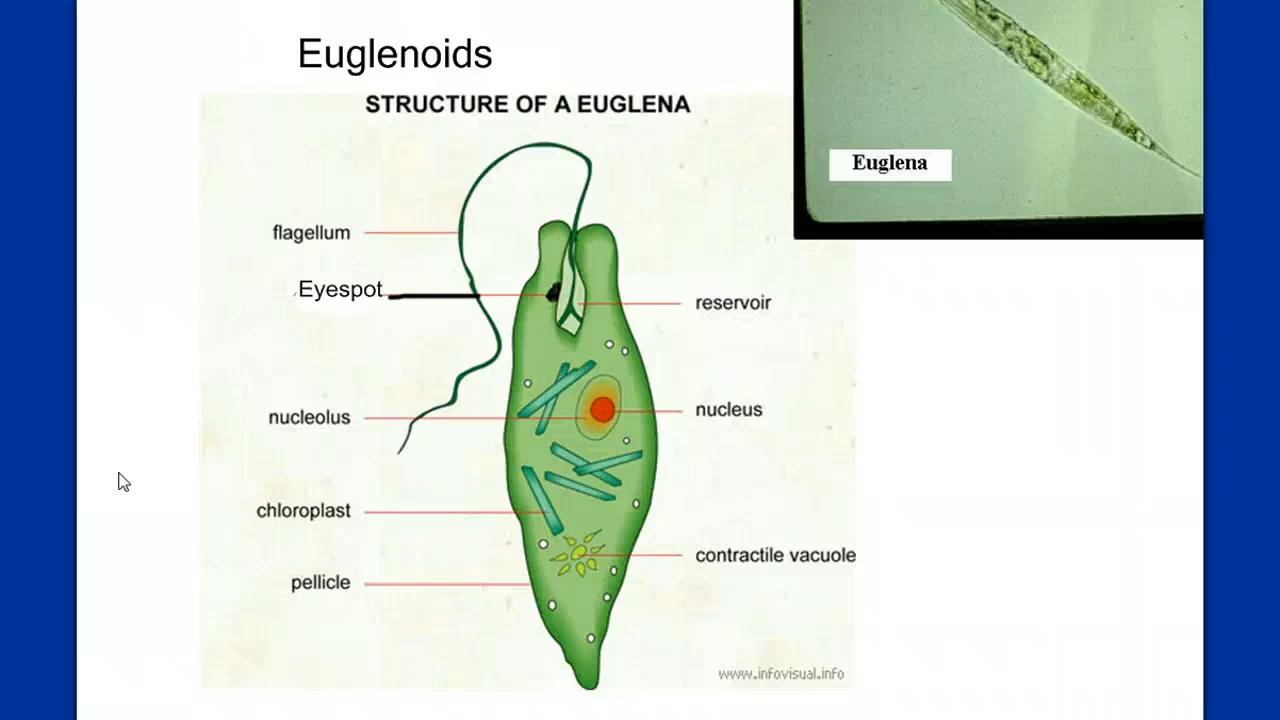 Euglenoids
STRUCTURE OF A EUGLENA
Euglena
flagellum
Eyespot
reservoir
nucleolus
nucleus
chloroplast
contractile vacuole
pellicle
www.infovisual.info